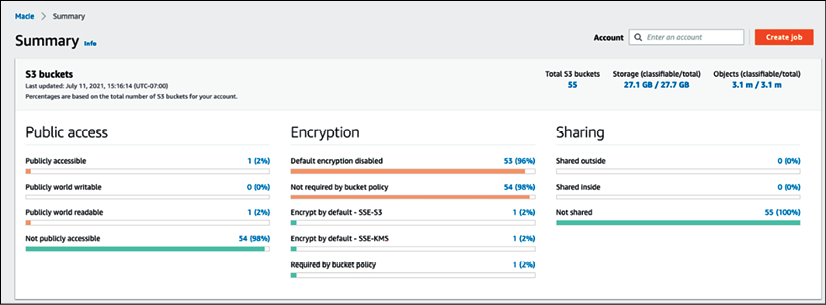 Macie > Summary
Summary Info
Account Enter an account Create job
S3 buckets
Last updated: July 11, 2021, 15:16:14 (UTC-07:00)
Percentages are based on the total number of S3 buckets for your account.
Total S3 buckets
55
Storage (classifiable/total)
27.1 GB / 27.7 GB
Objects (classifiable/total)
3.1 m / 3.1 m
Public access
Publicly accessible 1 (2%)
Publicly world writable 0 (0%)
Publicly world readable 1 (2%)
Not publicly accessible 54 (98%)
Encryption
Default encryption disabled 53 (96%)
Not required by bucket policy 54 (98%)
Encrypt by default - SSE-S3 1 (2%)
Encrypt by default - SSE-KMS 1 (2%)
Required by bucket policy 1 (2%)
Sharing
Shared outside 0 (0%)
Shared inside 0 (0%)
Not shared 55 (100%)